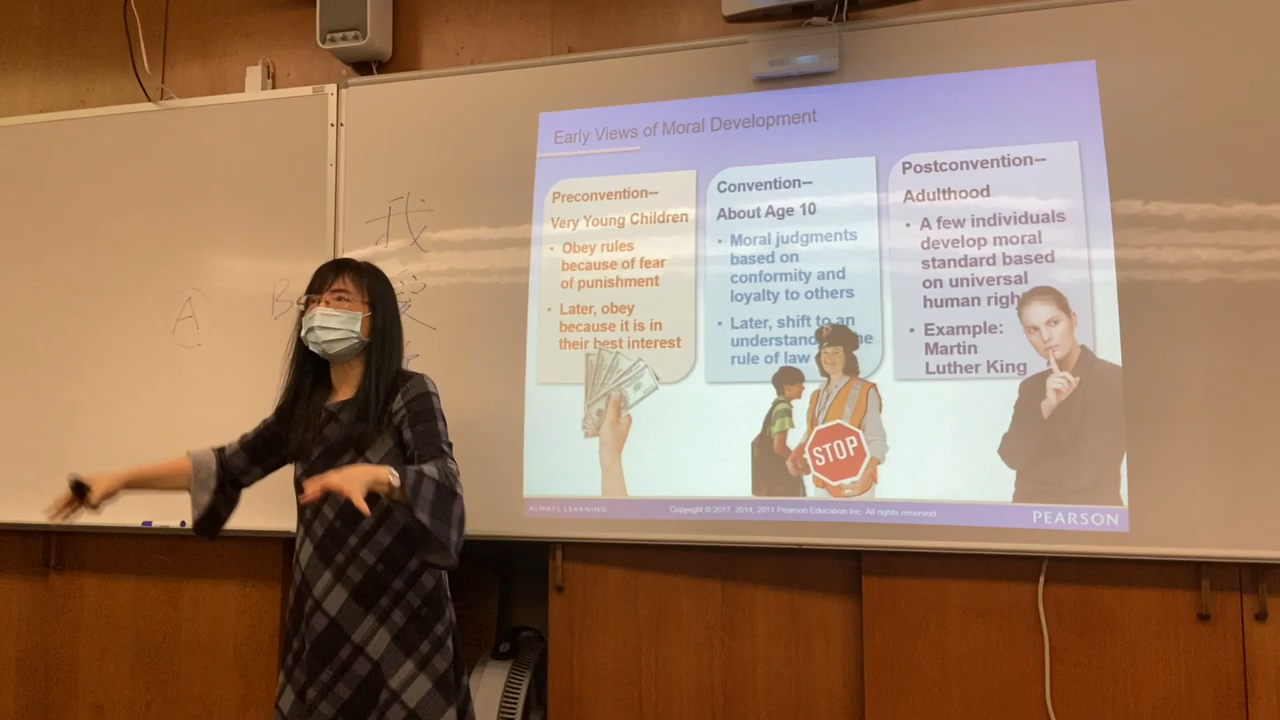 Early Views of Moral Development
Preconvention--
Very Young Children
• Obey rules
because of fear
of punishment
• Later, obey
because it is in
their best interest
Convention--
About Age 10
• Moral judgments
based on
conformity and
loyalty to others
• Later, shift to an
rule of law
STOP
Postconvention--
Adulthood
• A few individuals
develop moral
standard based
on universal
human
• Example:
Martin
Luther King
ALWAYS LEARNING
Copyright © 2017, 2014, 2011 Pearson Education Inc. All rights reserved
PEARSON
我
A
B